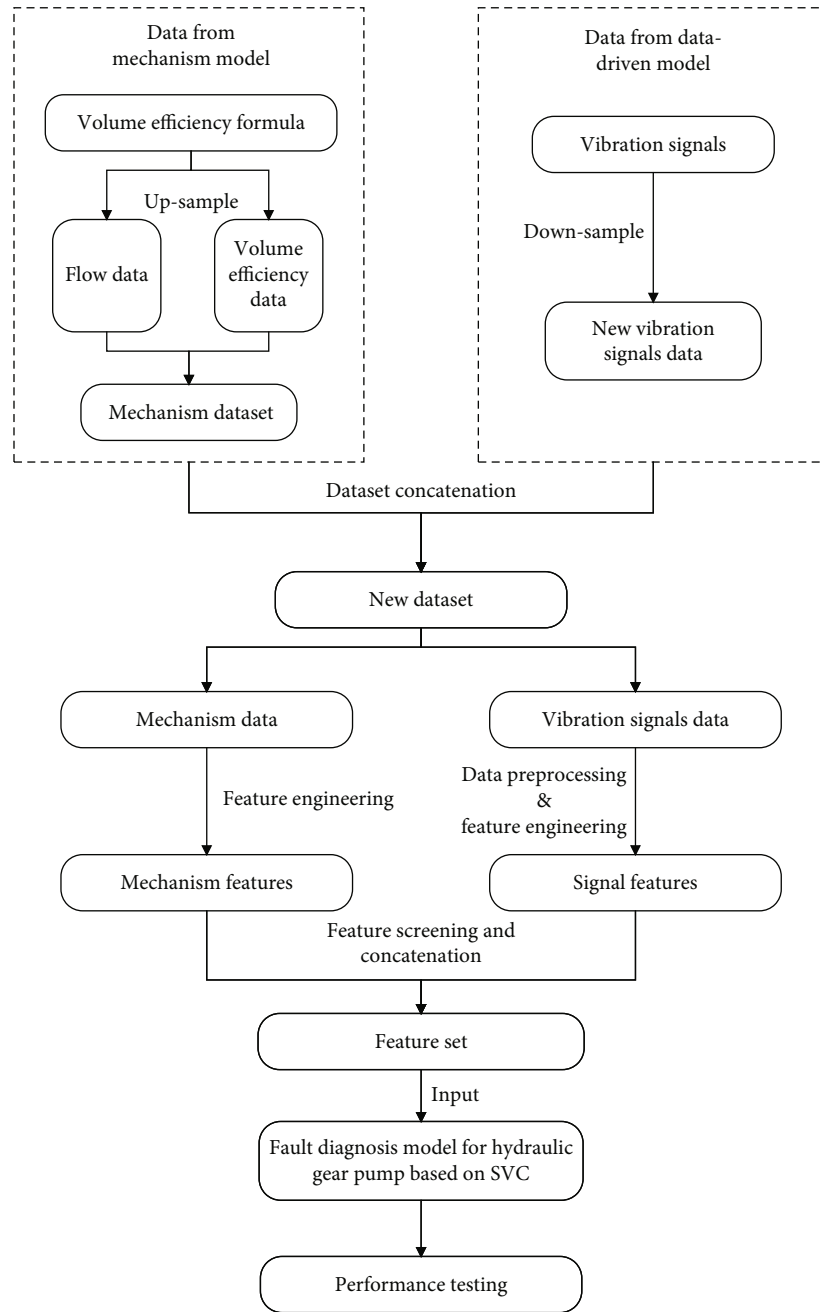 Data from
mechanism model
Volume efficiency formula
Up-sample
Flow data
Volume
efficiency
data
Mechanism dataset
Data from data-
driven model
Vibration signals
Down-sample
New vibration
signals data
Dataset concatenation
New dataset
Mechanism data
Vibration signals data
Feature engineering
Data preprocessing
&
feature engineering
Mechanism features
Signal features
Feature screening and
concatenation
Feature set
Input
Fault diagnosis model for hydraulic
gear pump based on SVC
Performance testing